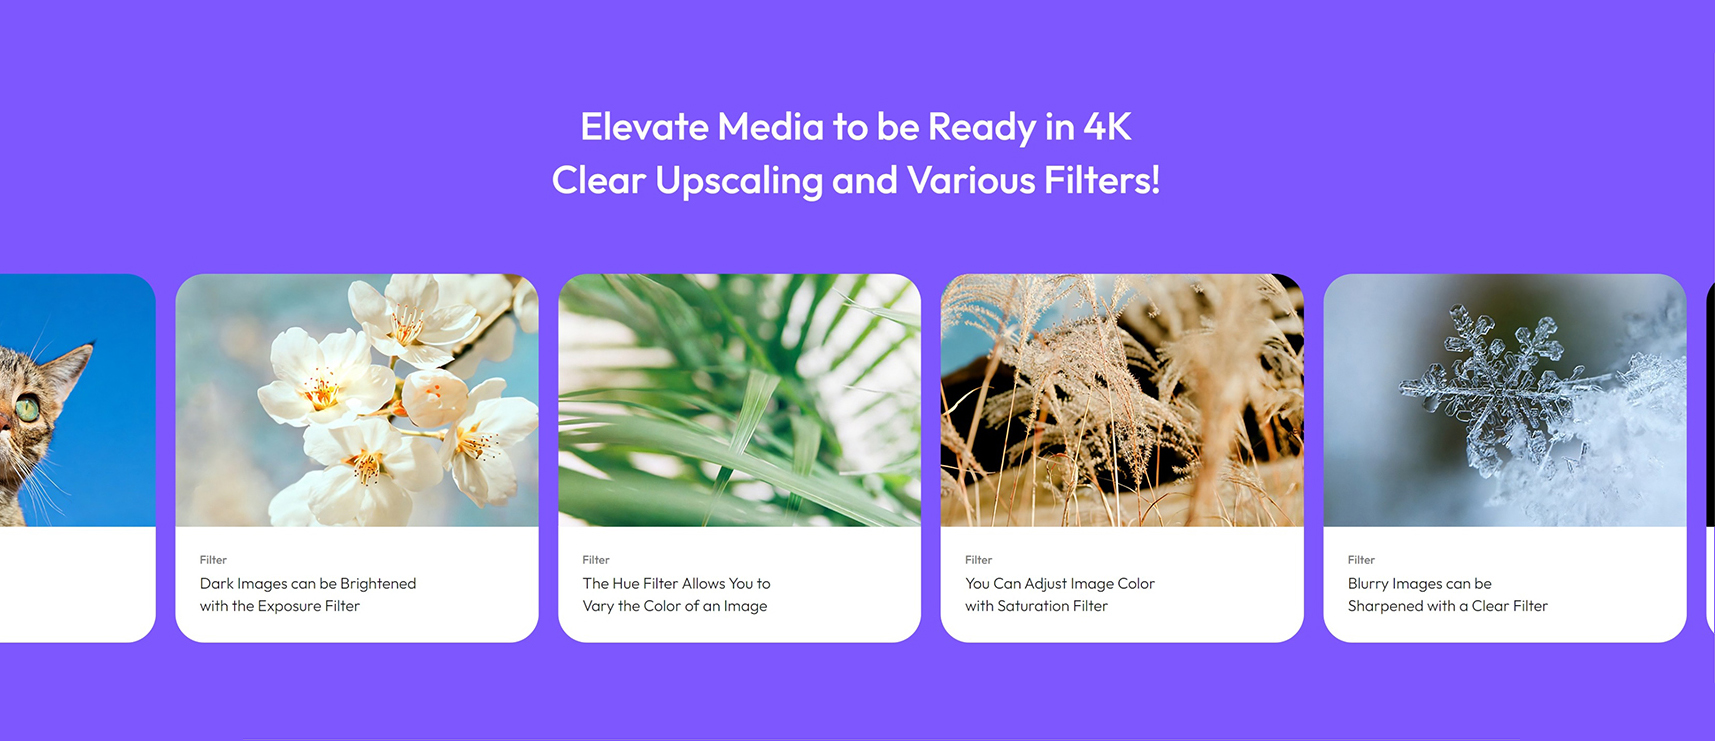 Elevate Media to be Ready in 4K
Clear Upscaling and Various Filters!
Filter
Dark Images can be Brightened
with the Exposure Filter
Filter
The Hue Filter Allows You to
Vary the Color of an Image
Filter
You Can Adjust Image Color
with Saturation Filter
Filter
Blurry Images can be
Sharpened with a Clear Filter